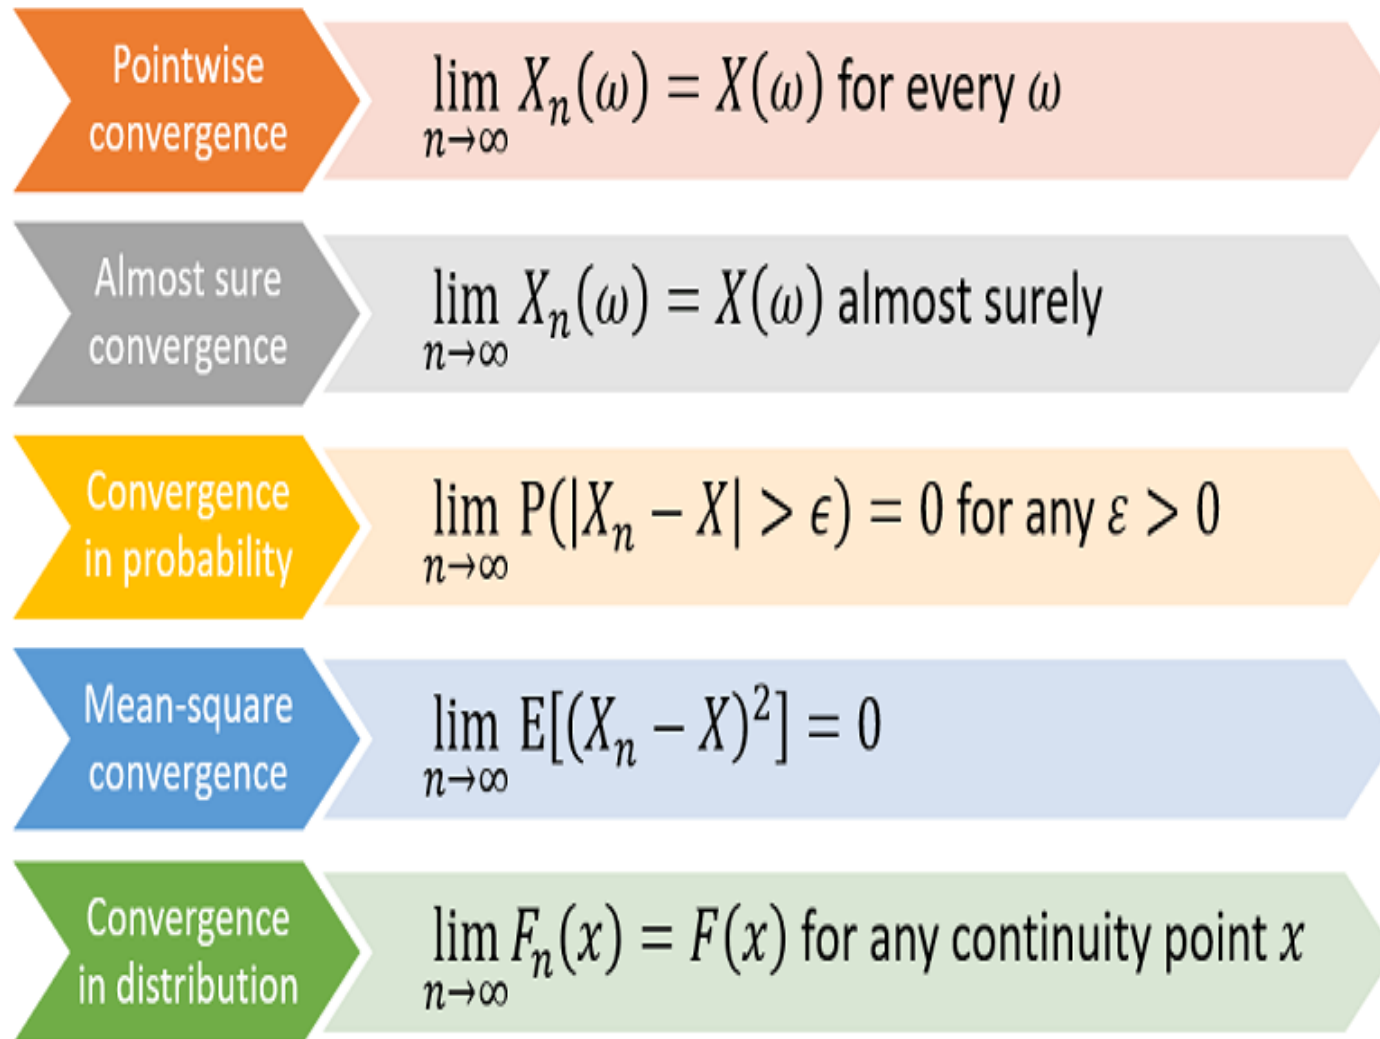 Pointwise
convergence
lim X_n(ω) = X(ω) for every ω
n→∞
Almost sure
convergence
lim X_n(ω) = X(ω) almost surely
n→∞
Convergence
in probability
lim P(|X_n − X| > ϵ) = 0 for any ε > 0
n→∞
Mean-square
convergence
lim E[(X_n − X)²] = 0
n→∞
Convergence
in distribution
lim F_n(x) = F(x) for any continuity point x
n→∞